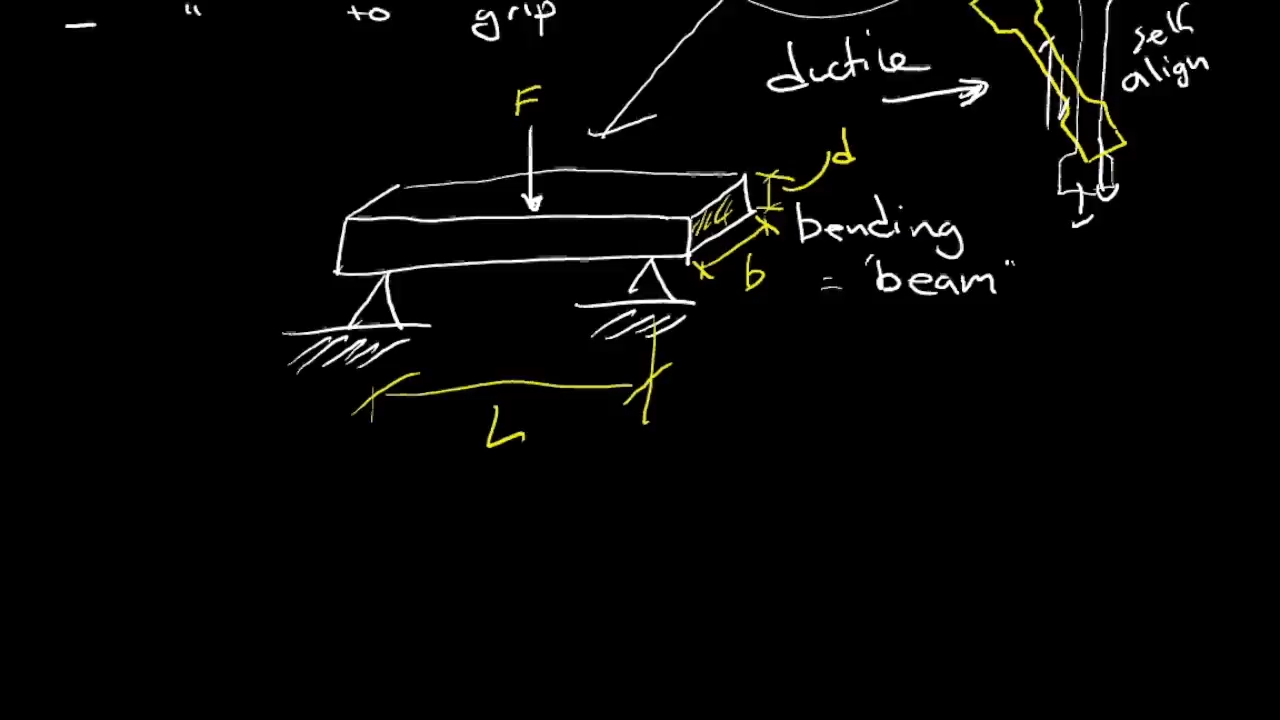 – " to grip
self
align
ductile
F
d
bending
= "beam"
b
L